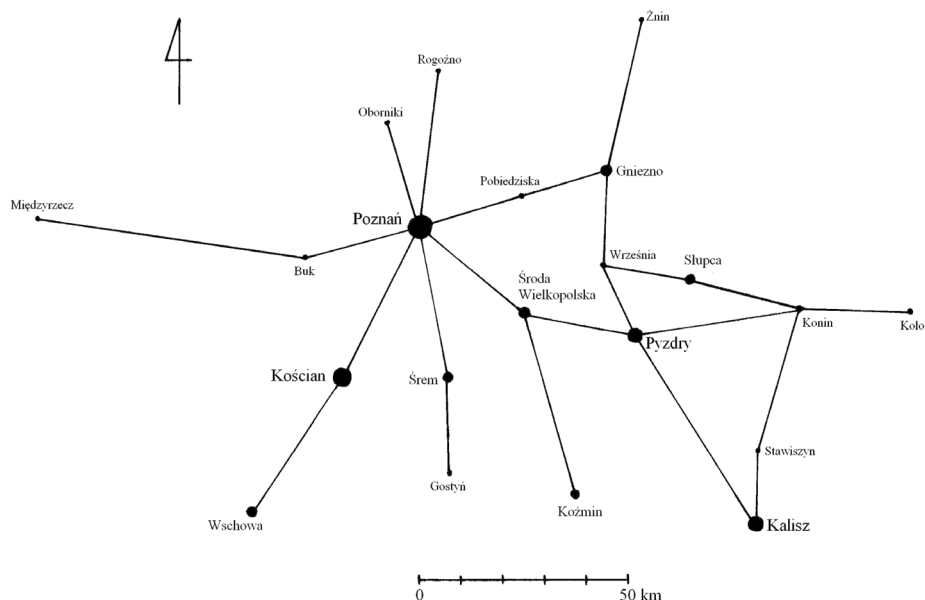 Żnin
Rogoźno
Oborniki
Gniezno
Pobiedziska
Międzyrzecz
Poznań
Buk
Września
Słupca
Środa
Wielkopolska
Konin
Koło
Pyzdry
Kościan
Śrem
Stawiszyn
Gostyń
Koźmin
Wschowa
Kalisz
0
50 km